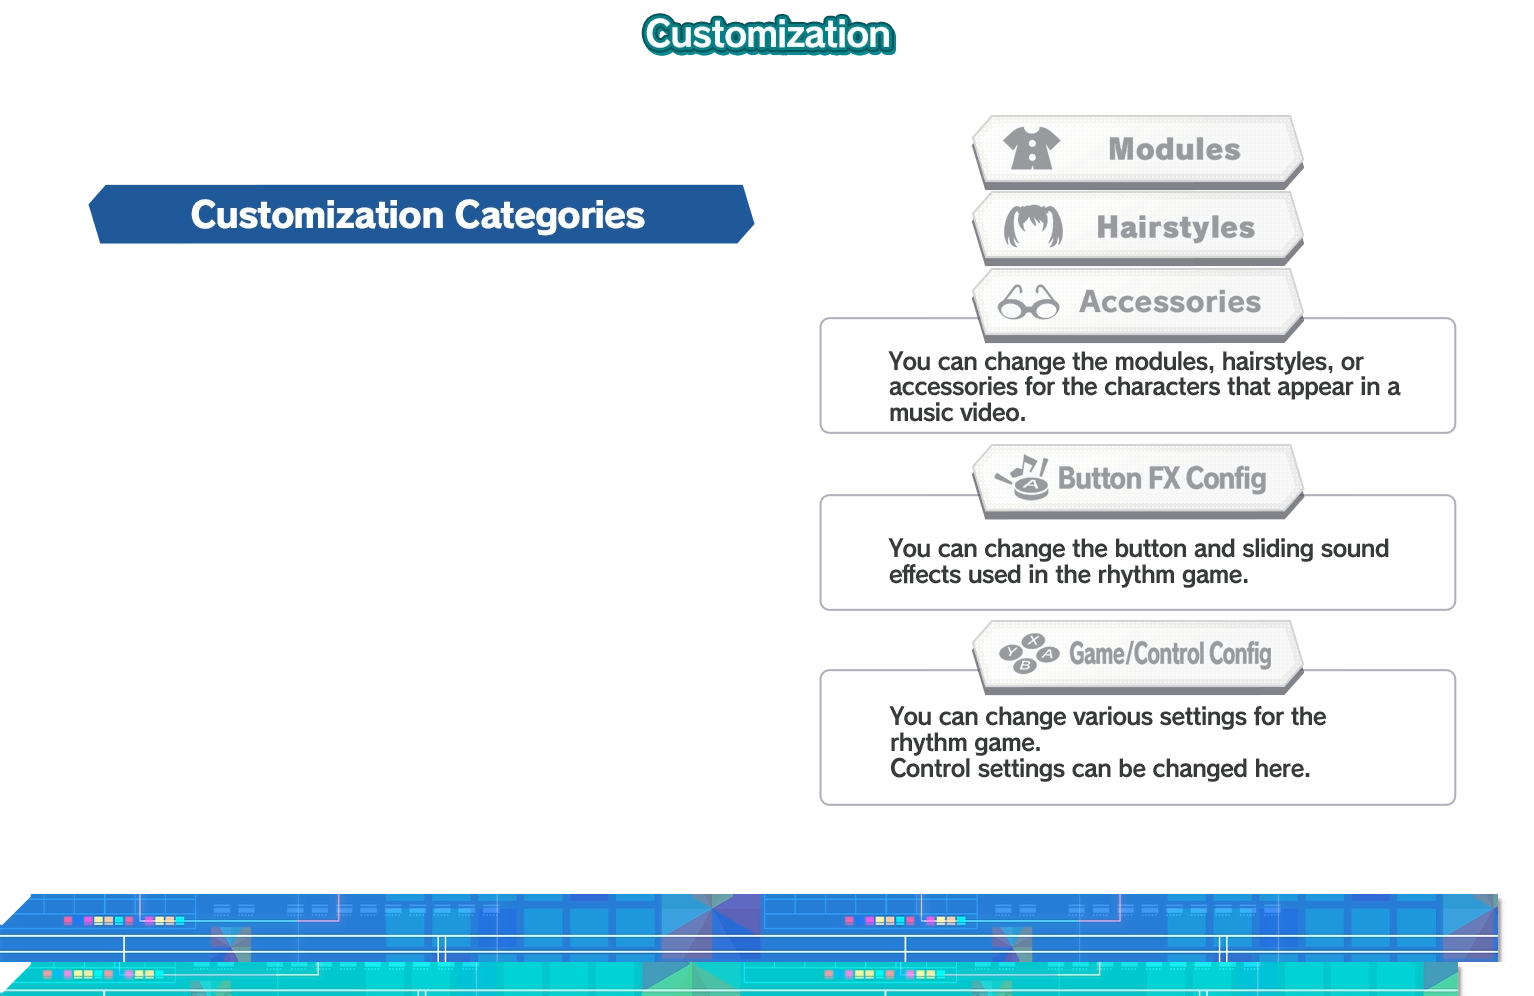 Customization
Customization Categories
Modules
Hairstyles
Accessories
You can change the modules, hairstyles, or
accessories for the characters that appear in a
music video.
A
Button FX Config
You can change the button and sliding sound
effects used in the rhythm game.
X
Y A
B
Game/Control Config
You can change various settings for the
rhythm game.
Control settings can be changed here.